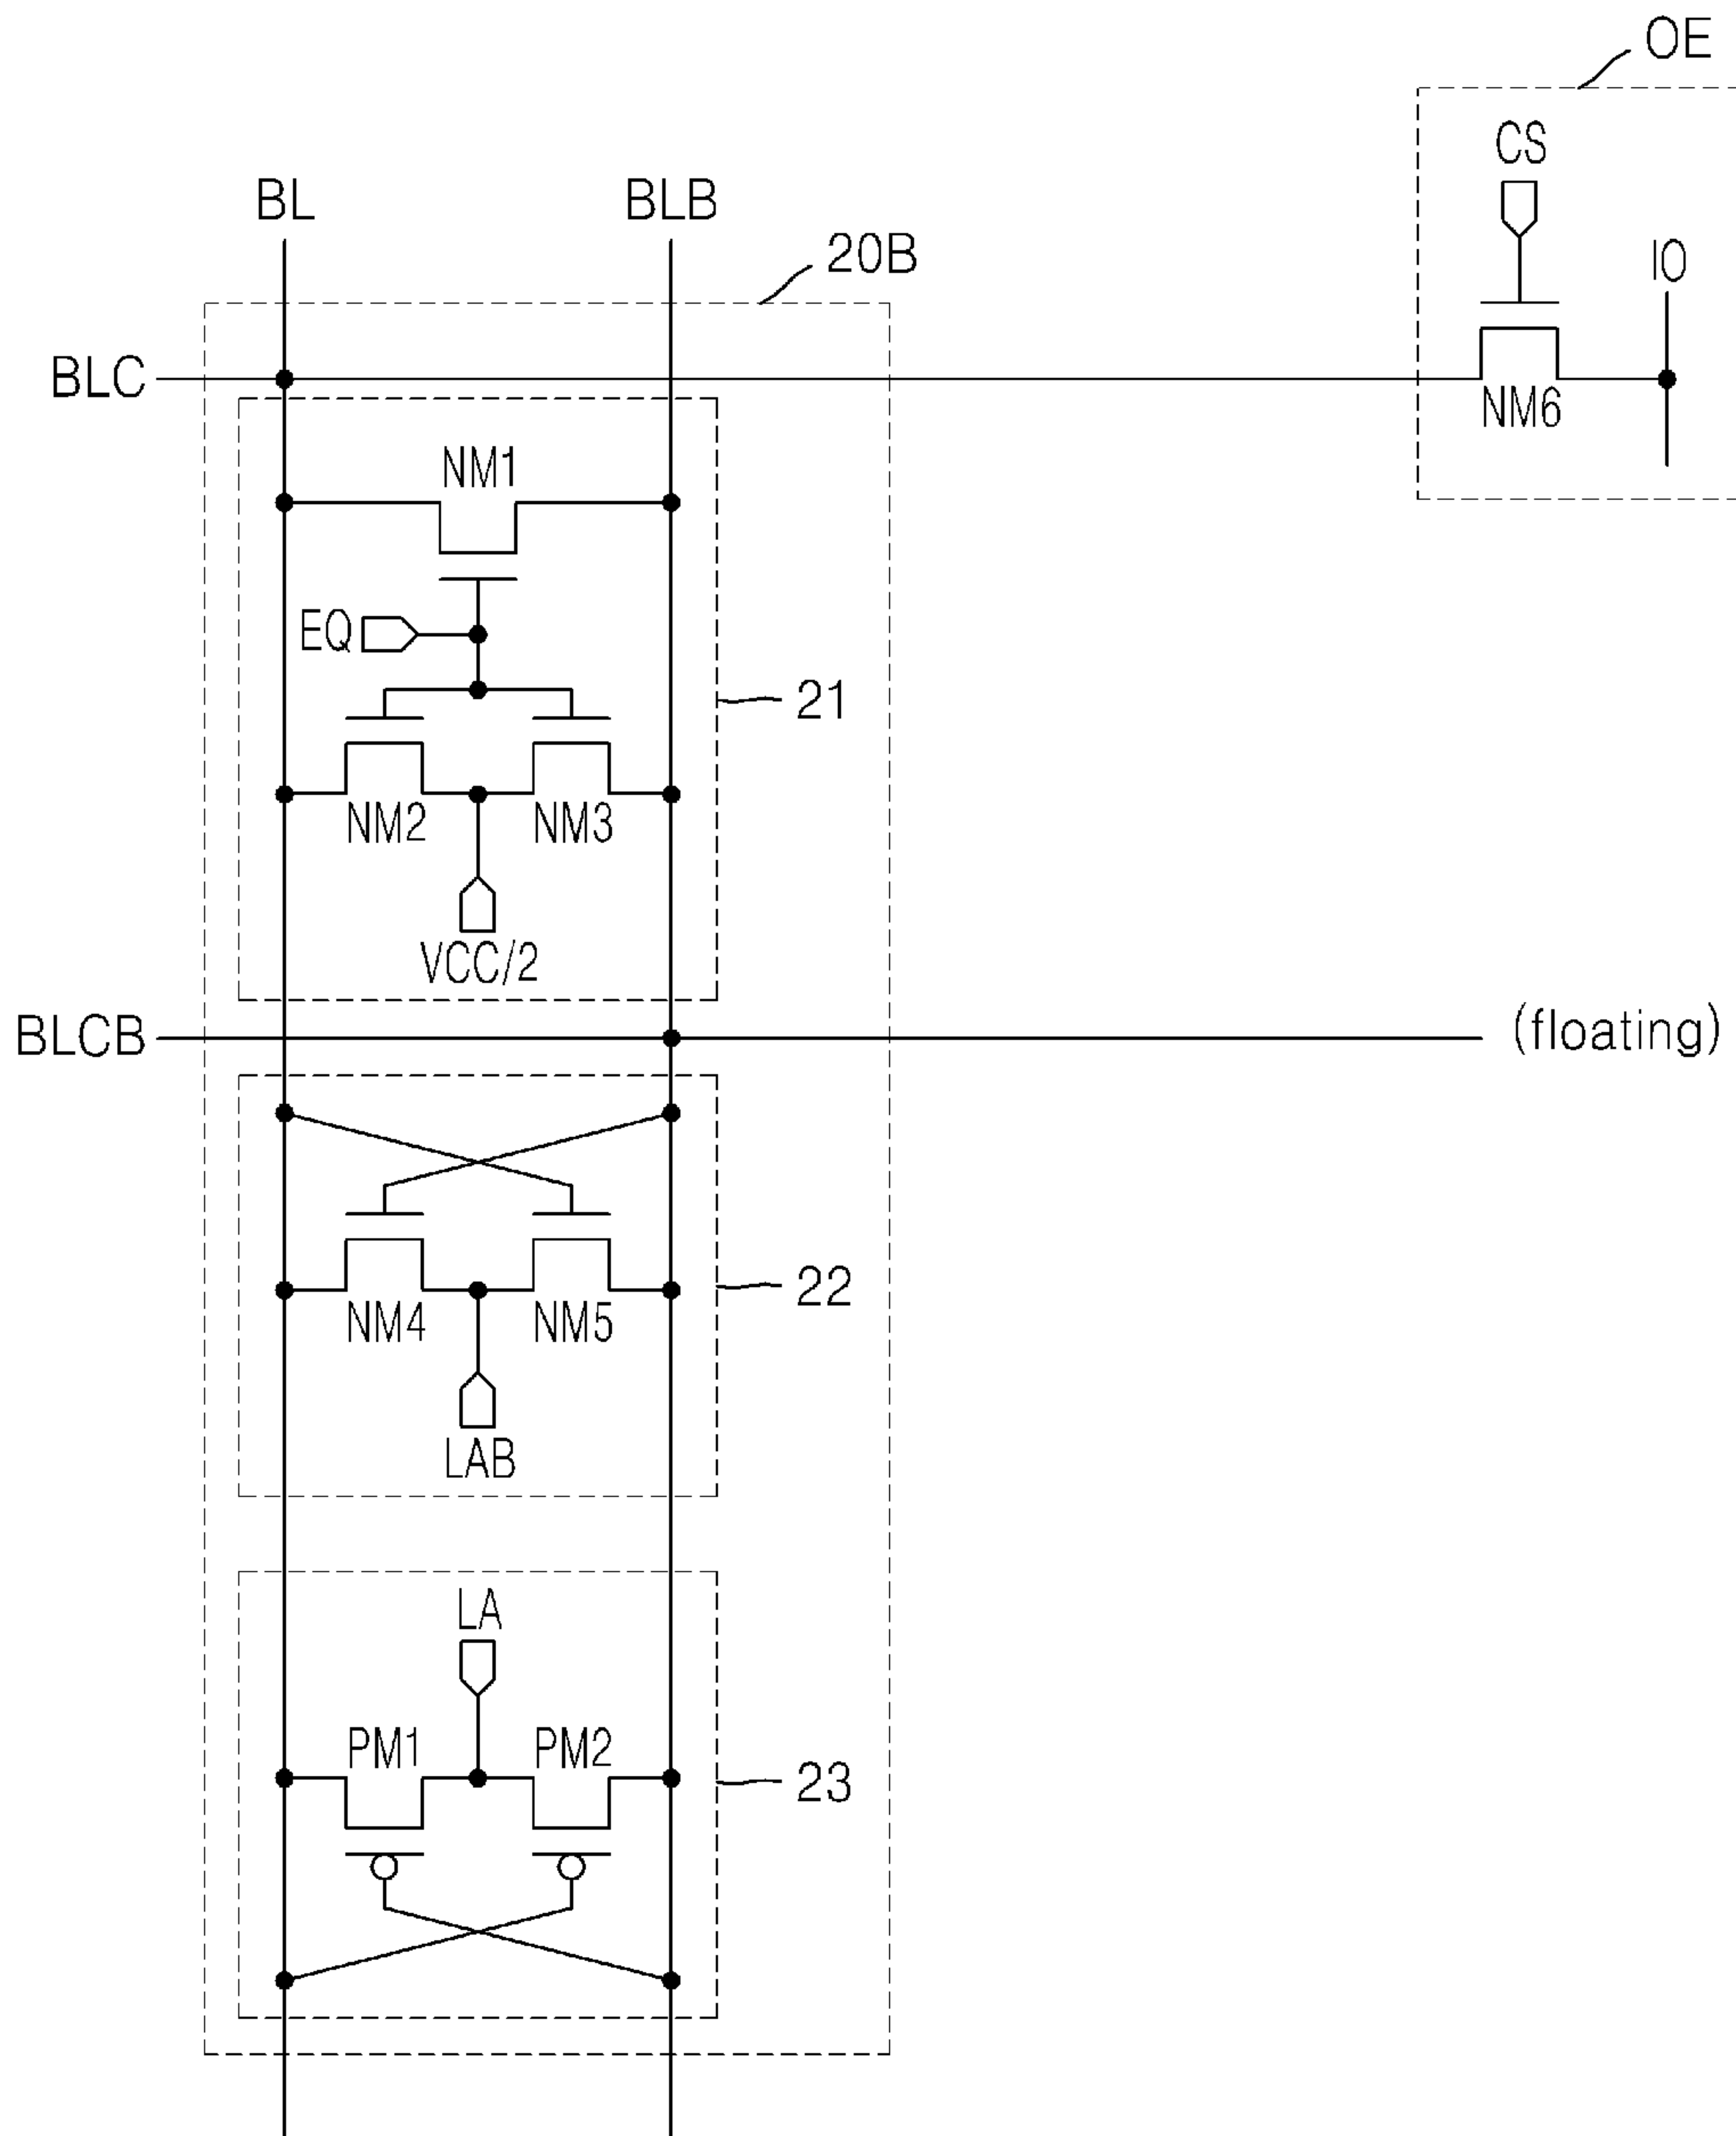 OE
CS
BL
BLB
20B
IO
BLC
NM6
NM1
EQ
21
NM2
NM3
VCC/2
BLCB
(floating)
22
NM4
NM5
LAB
LA
PM1
PM2
23